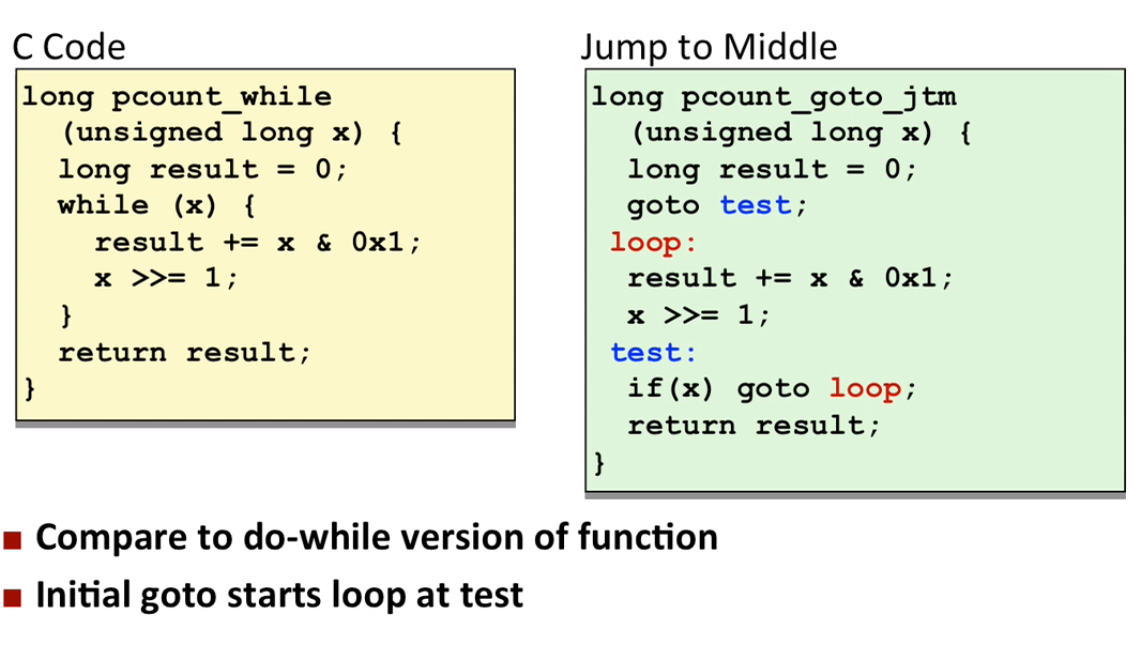 C Code
long pcount_while
  (unsigned long x) {
  long result = 0;
  while (x) {
    result += x & 0x1;
    x >>= 1;
  }
  return result;
}
Jump to Middle
long pcount_goto_jtm
  (unsigned long x) {
  long result = 0;
  goto test;
 loop:
  result += x & 0x1;
  x >>= 1;
 test:
  if(x) goto loop;
  return result;
}
■ Compare to do-while version of function
■ Initial goto starts loop at test